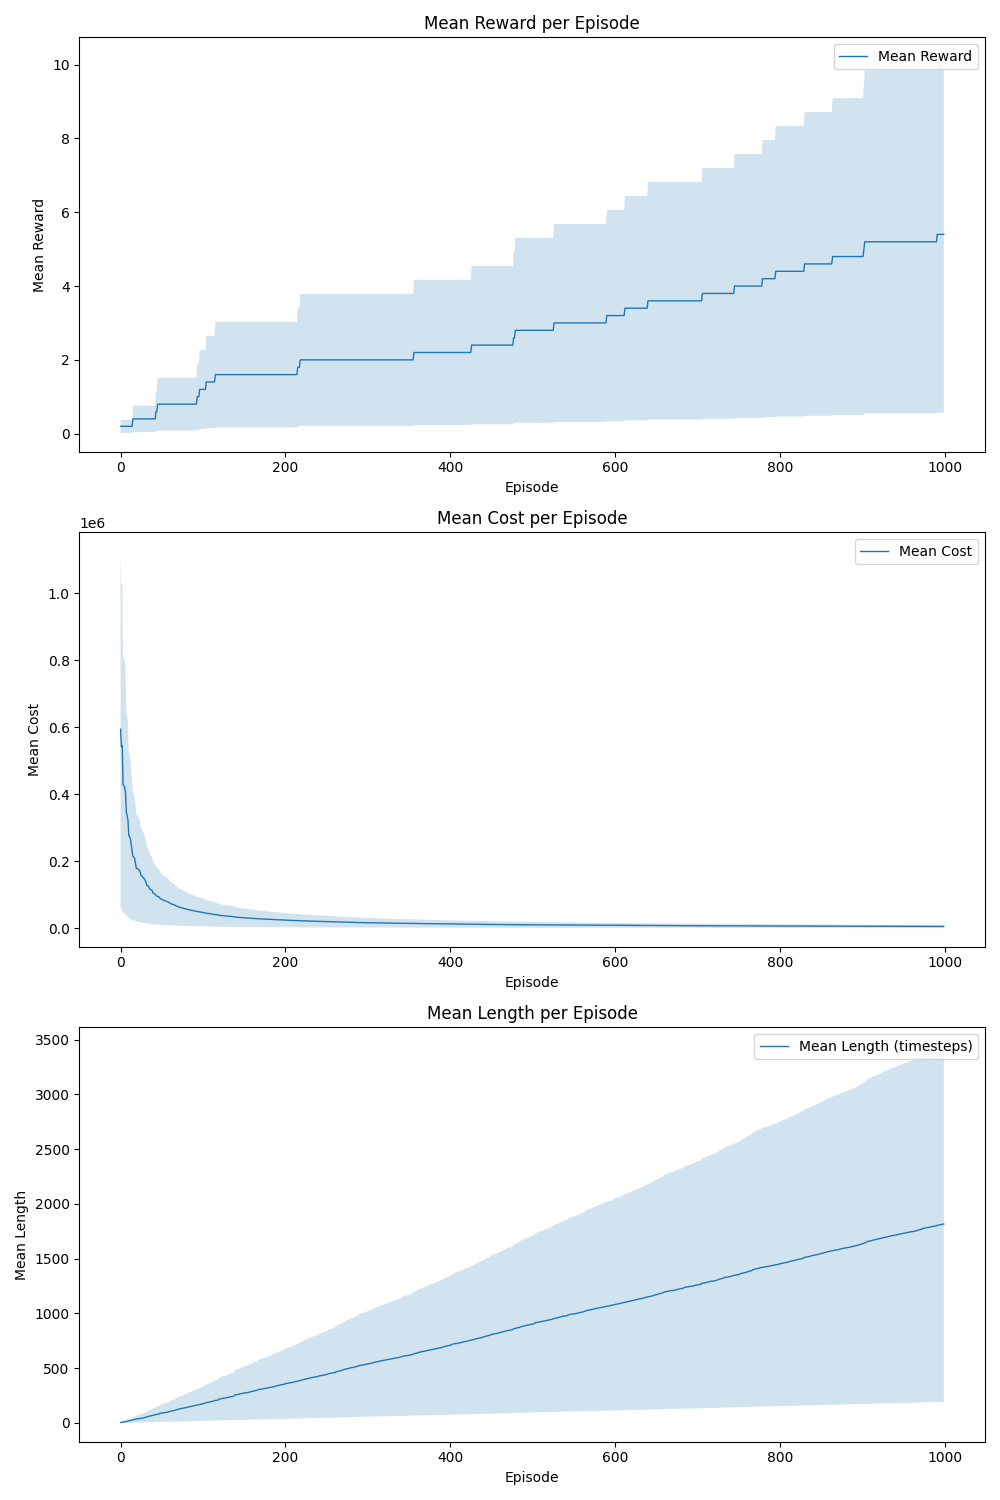 Mean Reward per Episode
Mean Reward
10
8
6
4
2
0
Mean Reward
0 200 400 600 800 1000
Episode
Mean Cost per Episode
1e6
Mean Cost
1.0
0.8
0.6
0.4
0.2
0.0
Mean Cost
0 200 400 600 800 1000
Episode
Mean Length per Episode
Mean Length (timesteps)
3500
3000
2500
2000
1500
1000
500
0
Mean Length
0 200 400 600 800 1000
Episode